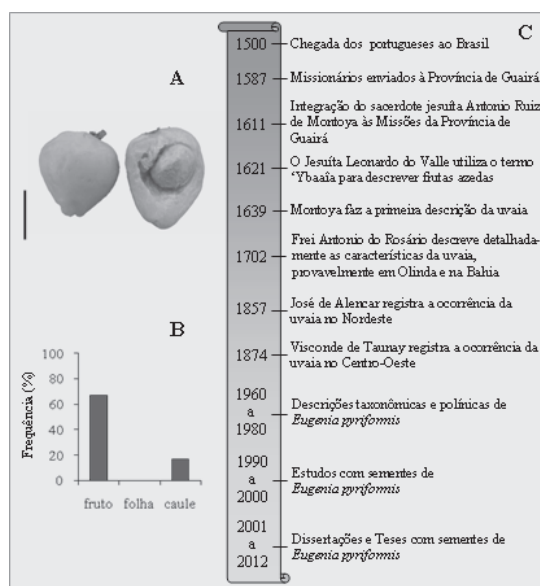 A
B
Frequência (%)
100
80
60
40
20
0
fruto folha caule
C
1500 Chegada dos portugueses ao Brasil
1587 Missionários enviados à Província de Guairá
1611 Integração do sacerdote jesuíta Antonio Ruiz
de Montoya às Missões da Província de
Guairá
1621 O Jesuíta Leonardo do Valle utiliza o termo
'Ybaaîa para descrever frutas azedas
1639 Montoya faz a primeira descrição da uvaia
1702 Frei Antonio do Rosário descreve detalhada-
mente as características da uvaia,
provavelmente em Olinda e na Bahia
1857 José de Alencar registra a ocorrência da
uvaia no Nordeste
1874 Visconde de Taunay registra a ocorrência da
uvaia no Centro-Oeste
1960
a
1980
Descrições taxonômicas e polínicas de
Eugenia pyriformis
1990
a
2000
Estudos com sementes de
Eugenia pyriformis
2001
a
2012
Dissertações e Teses com sementes de
Eugenia pyriformis